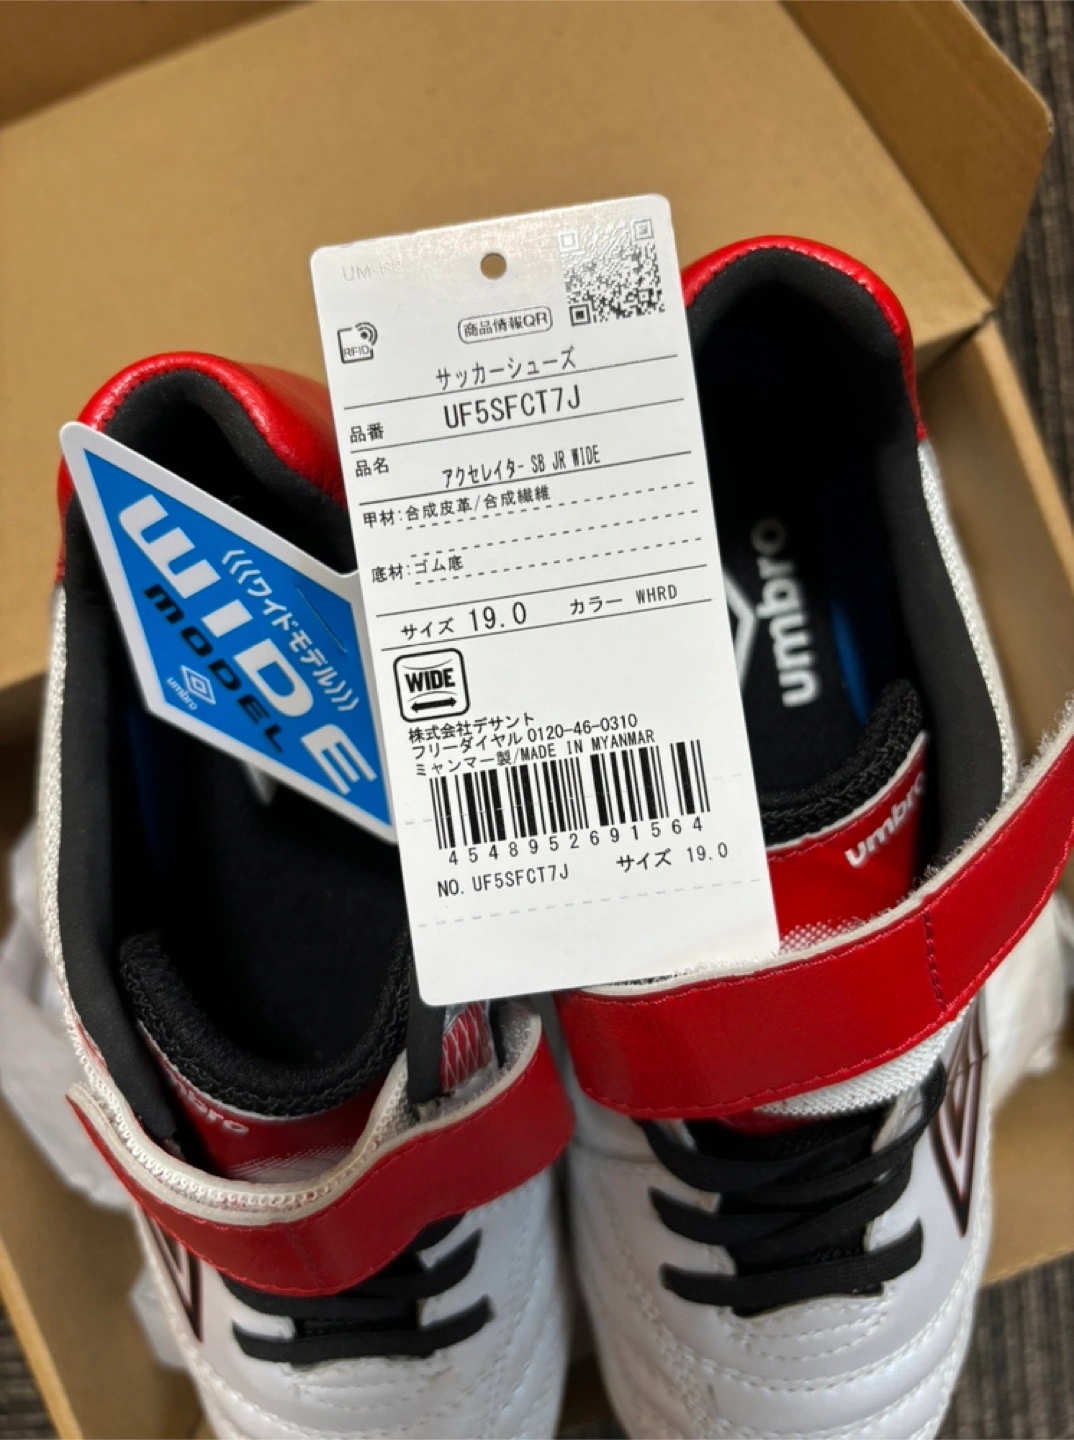 商品情報QR
RFID
サッカーシューズ
品番 UF5SFCT7J
品名 アクセレイター SB JR WIDE
甲材:合成皮革/合成繊維
底材:ゴム底
サイズ 19.0 カラー WHRD
WIDE
株式会社デサント
フリーダイヤル 0120-46-0310
ミャンマー製/MADE IN MYANMAR
4548952691564
NO. UF5SFCT7J サイズ 19.0
WIDE
MODEL
(((ワイドモデル)))
umbro
umbro
umbro
umbro